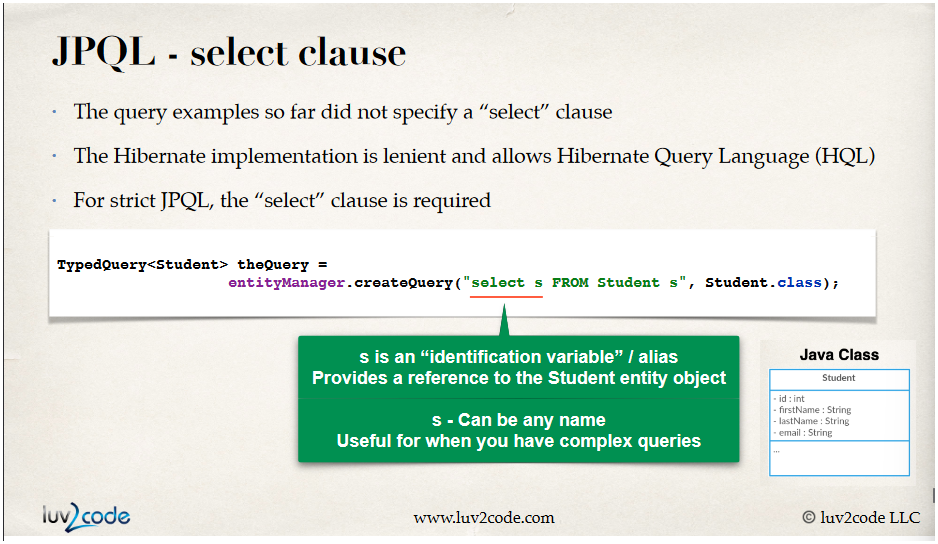 JPQL - select clause
· The query examples so far did not specify a “select” clause
· The Hibernate implementation is lenient and allows Hibernate Query Language (HQL)
· For strict JPQL, the “select” clause is required
TypedQuery<Student> theQuery =
entityManager.createQuery("select s FROM Student s", Student.class);
s is an “identification variable” / alias
Provides a reference to the Student entity object
s - Can be any name
Useful for when you have complex queries
Java Class
Student
- id : int
- firstName : String
- lastName : String
- email : String
...
luv2code
www.luv2code.com
© luv2code LLC